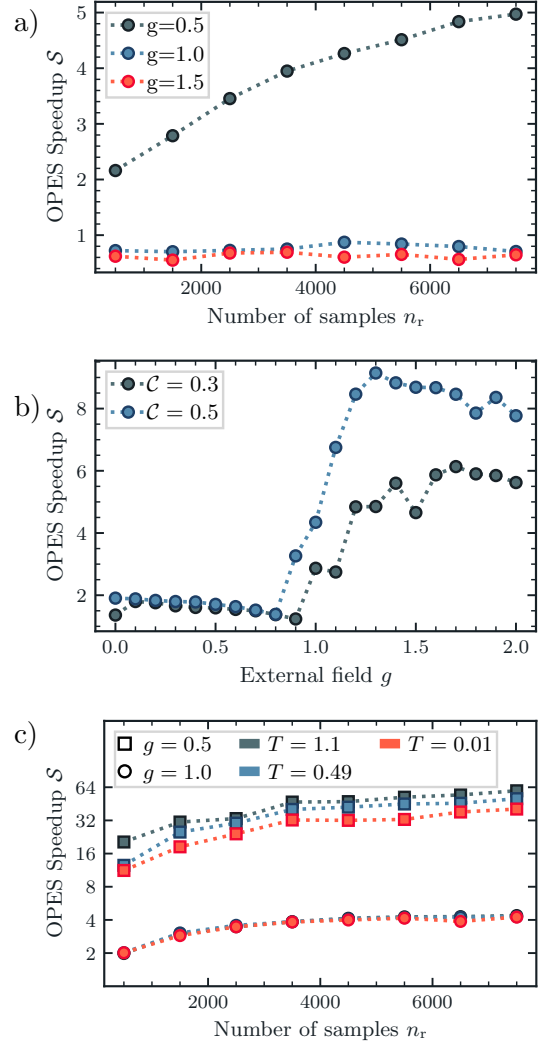 a)
OPES Speedup 𝒮
5
4
3
2
1
g=0.5
g=1.0
g=1.5
2000 4000 6000
Number of samples nᵣ
b)
OPES Speedup 𝒮
8
6
4
2
𝒞 = 0.3
𝒞 = 0.5
0.0 0.5 1.0 1.5 2.0
External field g
c)
OPES Speedup 𝒮
64
32
16
8
4
2
g = 0.5 T = 1.1 T = 0.01
g = 1.0 T = 0.49
2000 4000 6000
Number of samples nᵣ